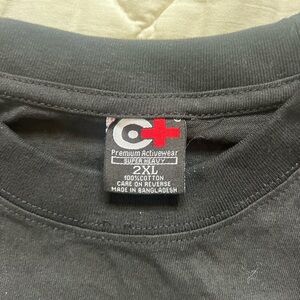 C+
Premium Activewear
SUPER HEAVY
2XL
100%COTTON
CARE ON REVERSE
MADE IN BANGLADESH